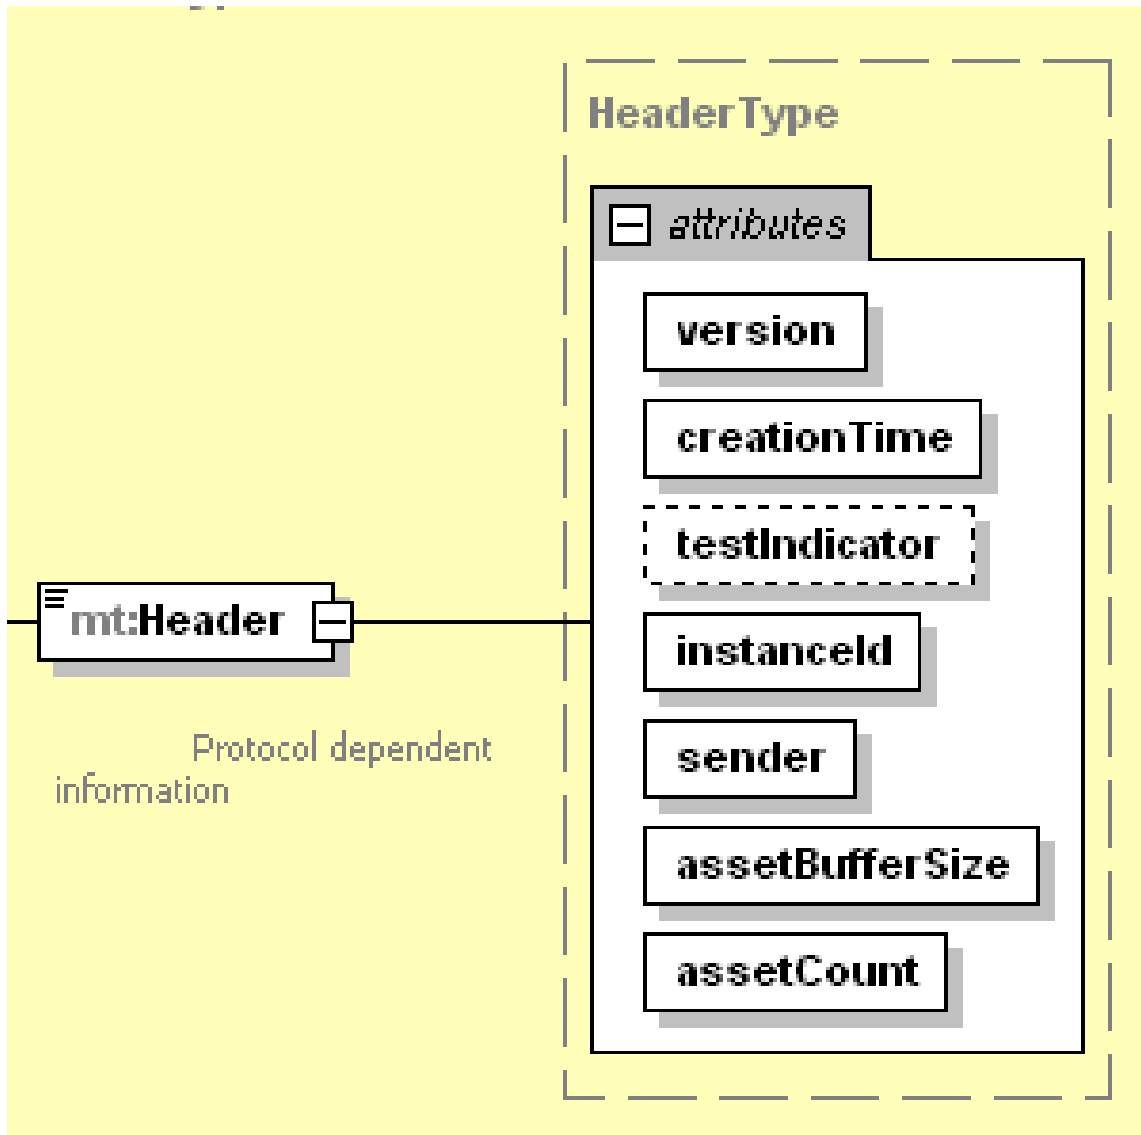 HeaderType
attributes
version
creationTime
testIndicator
instanceId
mt:Header
sender
Protocol dependent
information
assetBufferSize
assetCount